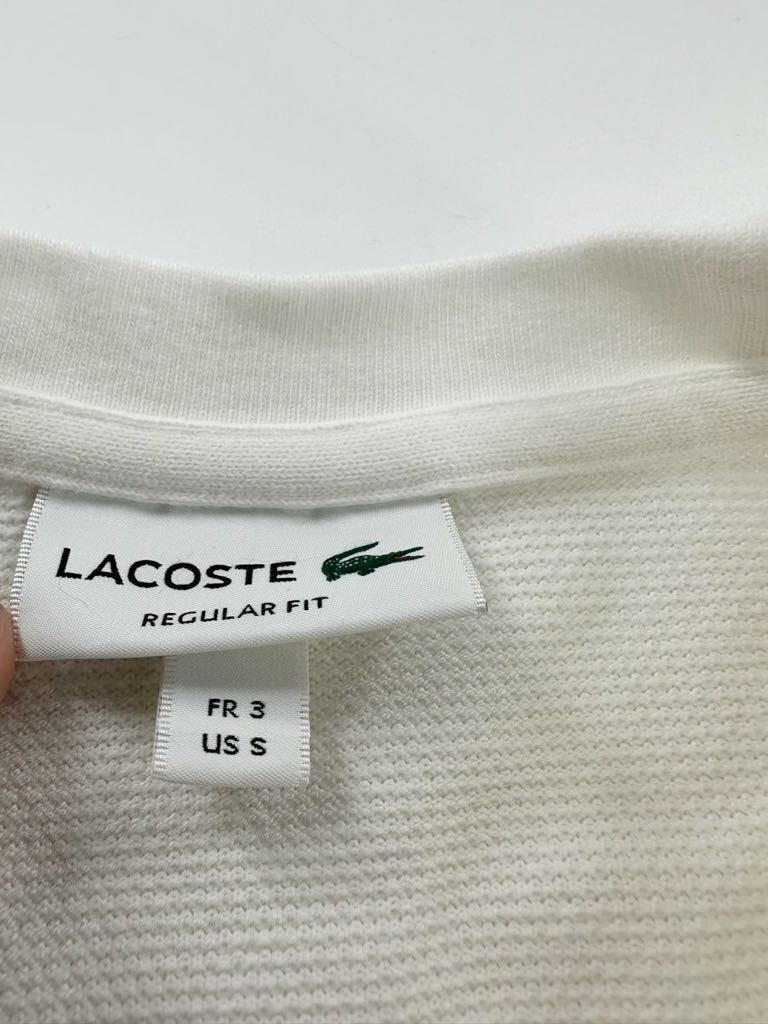 LACOSTE
REGULAR FIT
FR 3
US S